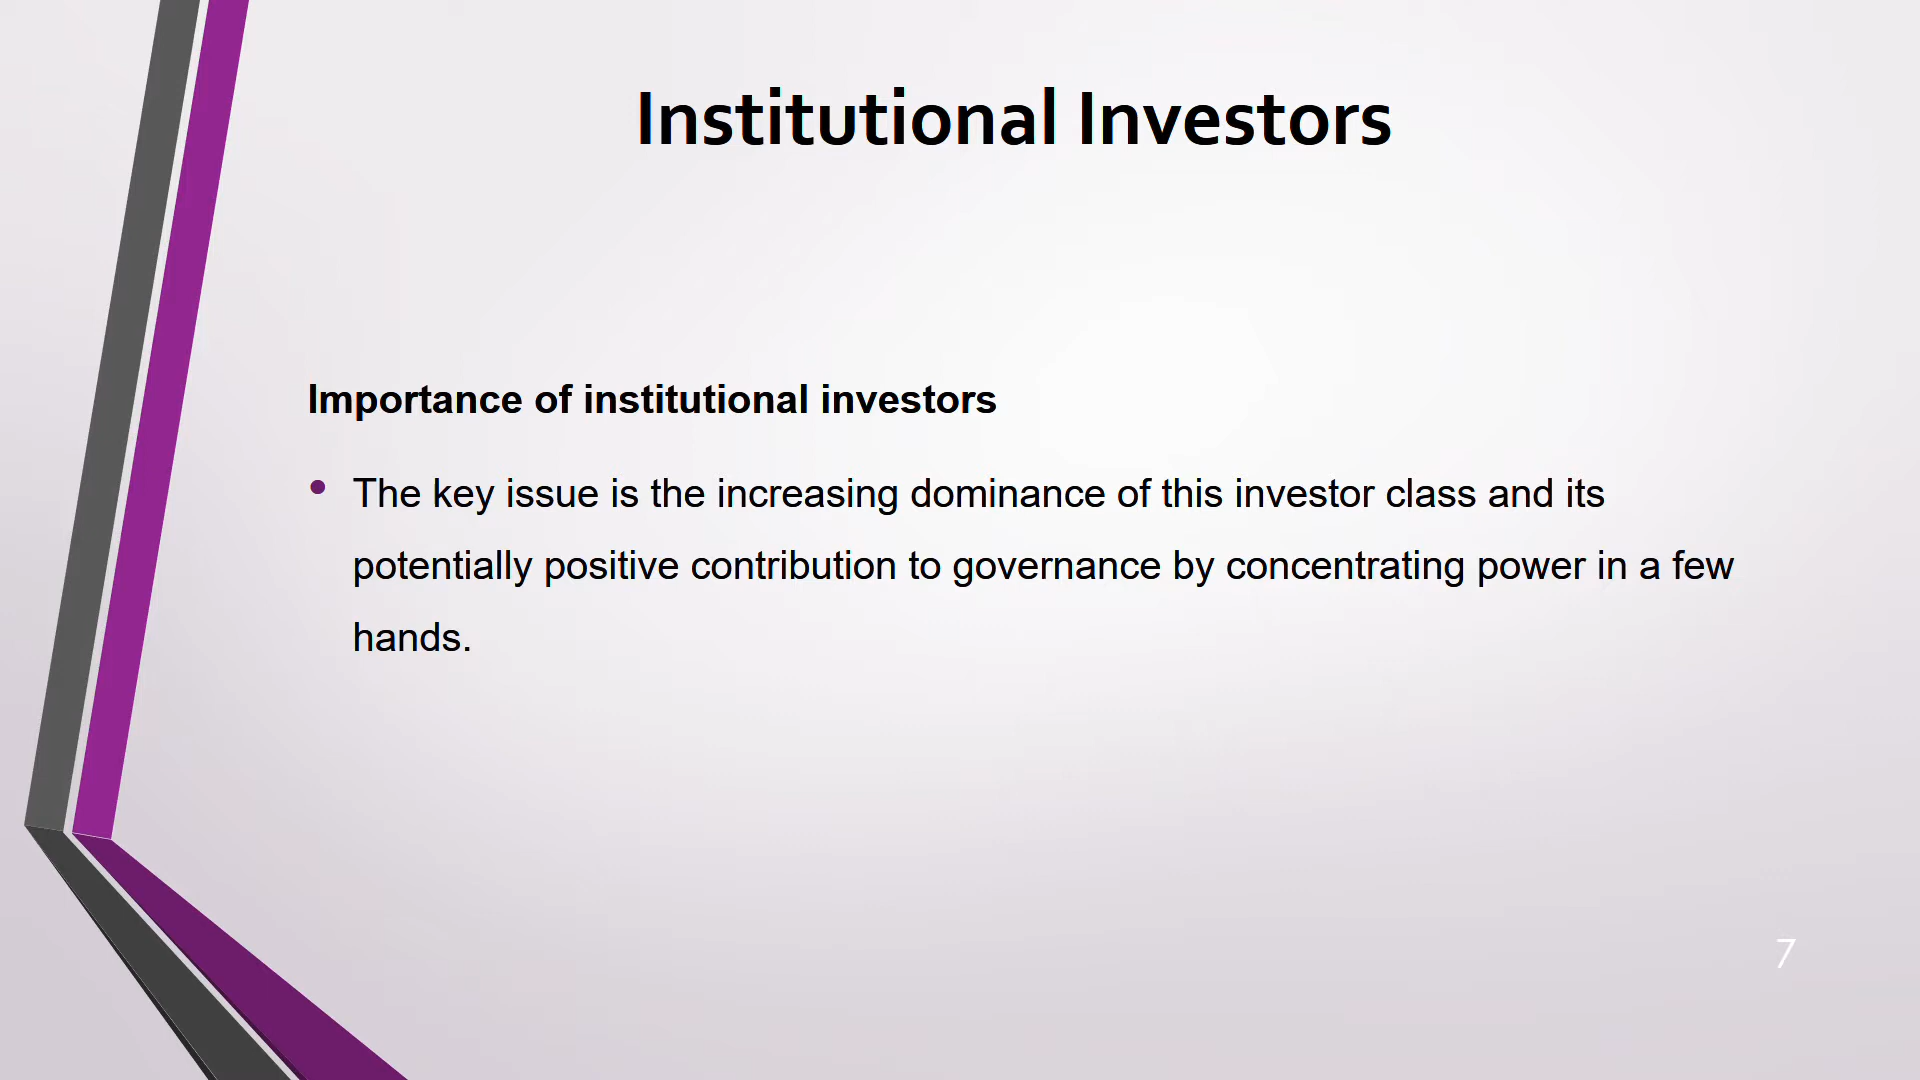 Institutional Investors
Importance of institutional investors
• The key issue is the increasing dominance of this investor class and its
potentially positive contribution to governance by concentrating power in a few
hands.
7